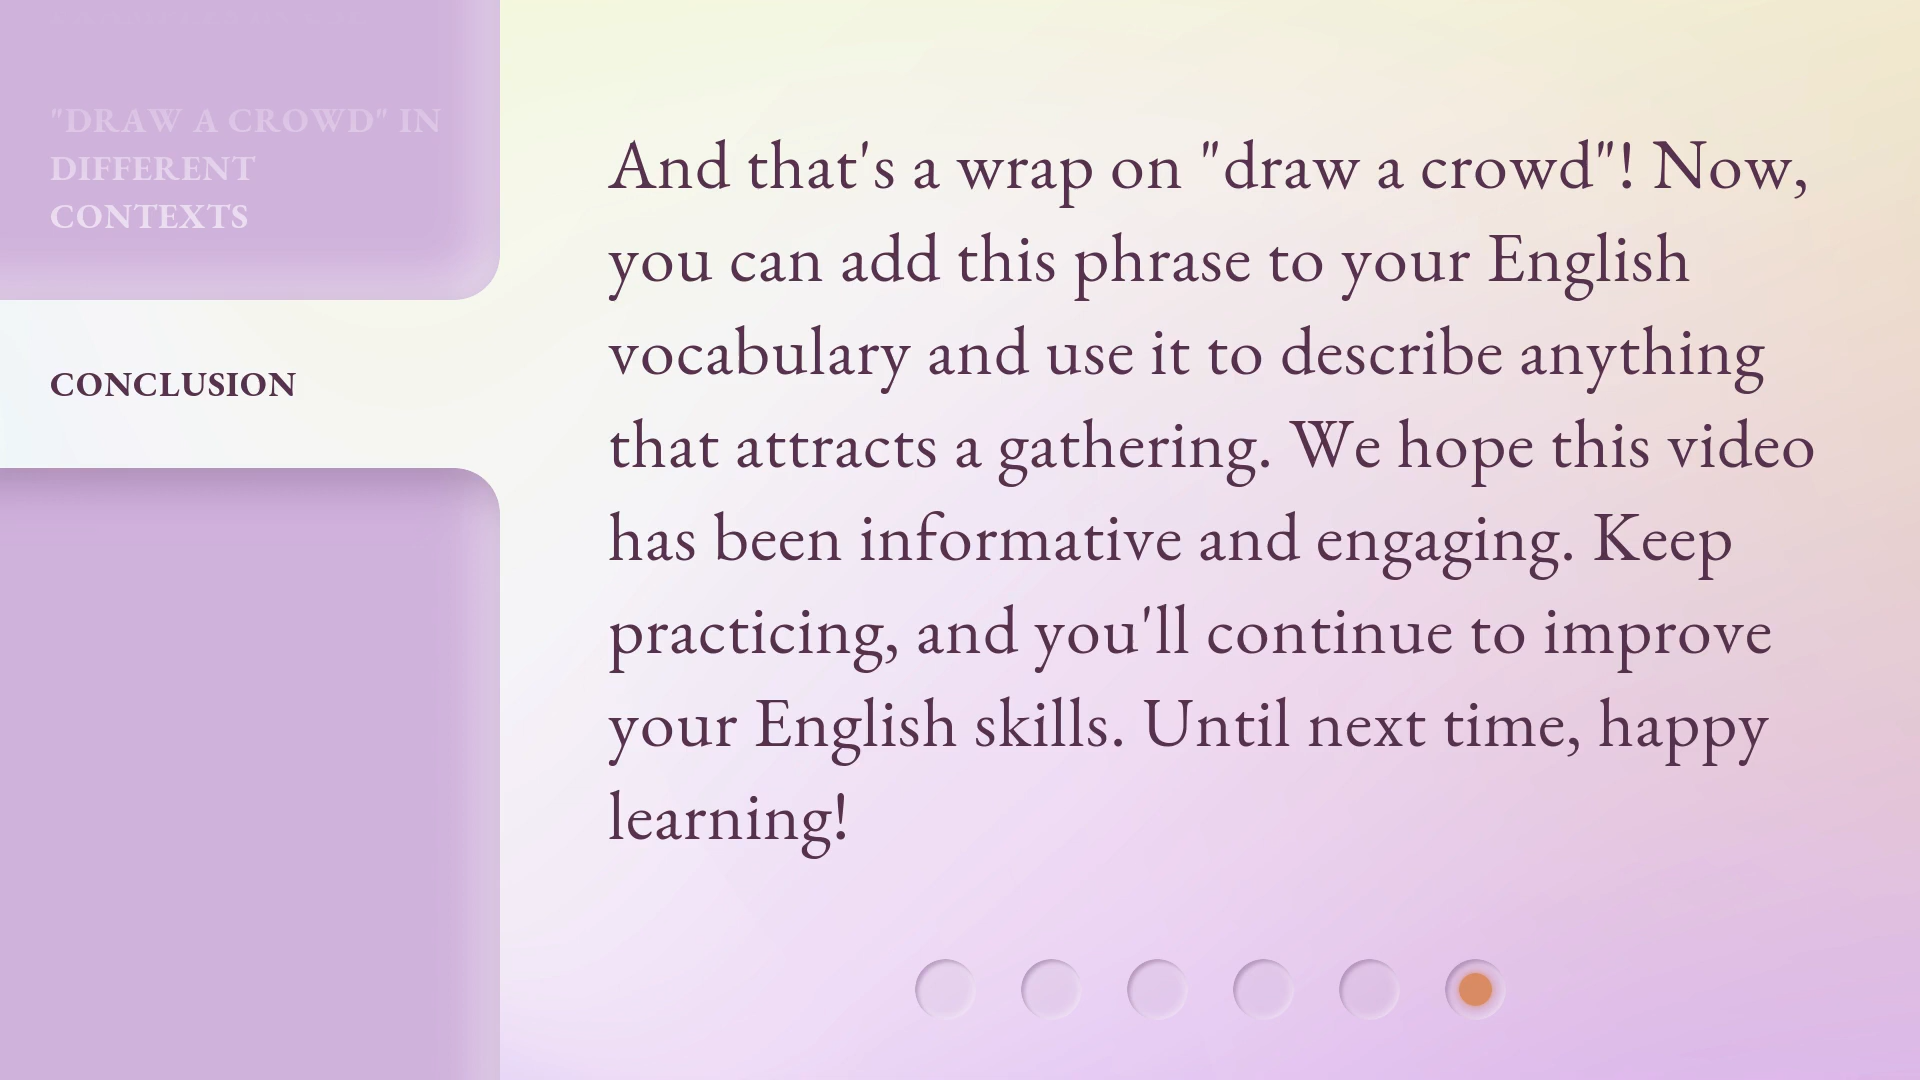 "DRAW A CROWD" IN
DIFFERENT
CONTEXTS
CONCLUSION
And that's a wrap on "draw a crowd"! Now,
you can add this phrase to your English
vocabulary and use it to describe anything
that attracts a gathering. We hope this video
has been informative and engaging. Keep
practicing, and you'll continue to improve
your English skills. Until next time, happy
learning!